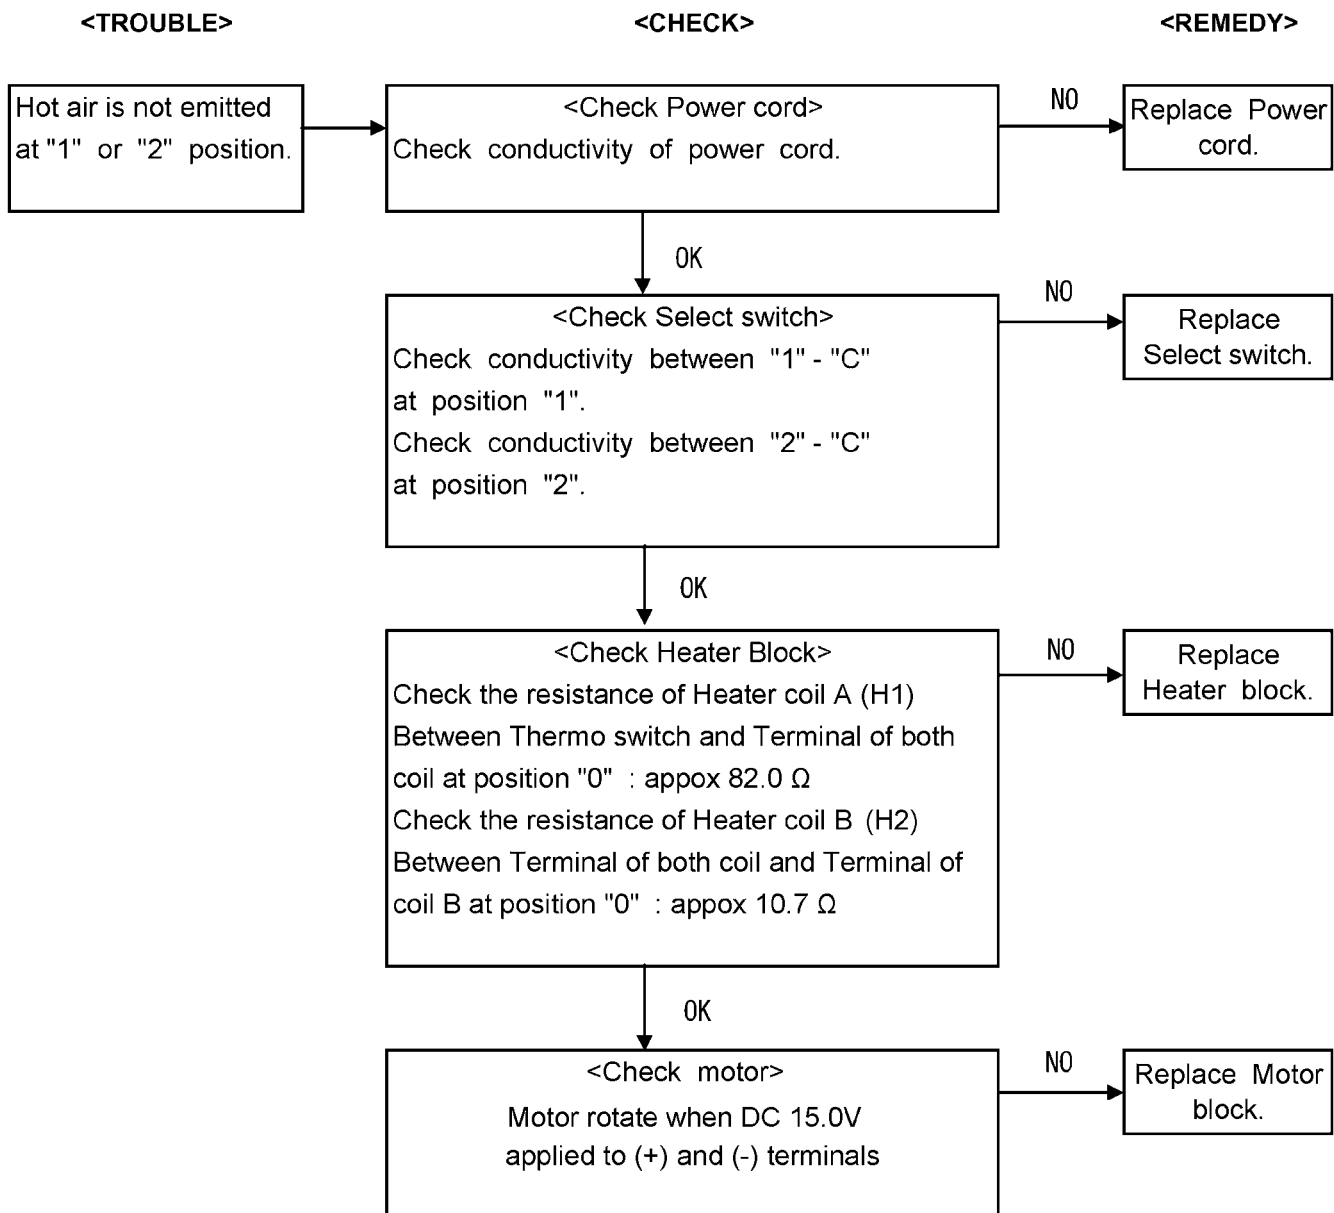 <TROUBLE>
<CHECK>
<REMEDY>
Hot air is not emitted
at "1" or "2" position.
<Check Power cord>
Check conductivity of power cord.
NO
Replace Power
cord.
OK
<Check Select switch>
Check conductivity between "1" - "C"
at position "1".
Check conductivity between "2" - "C"
at position "2".
NO
Replace
Select switch.
OK
<Check Heater Block>
Check the resistance of Heater coil A (H1)
Between Thermo switch and Terminal of both
coil at position "0" : appox 82.0 Ω
Check the resistance of Heater coil B (H2)
Between Terminal of both coil and Terminal of
coil B at position "0" : appox 10.7 Ω
NO
Replace
Heater block.
OK
<Check motor>
Motor rotate when DC 15.0V
applied to (+) and (-) terminals
NO
Replace Motor
block.